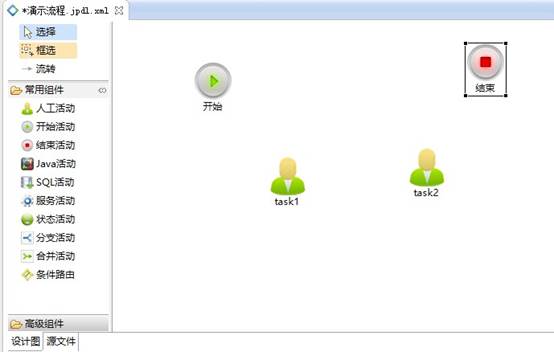 *演示流程.jpdl.xml
选择
框选
流转
常用组件
人工活动
开始活动
结束活动
Java活动
SQL活动
服务活动
状态活动
分支活动
合并活动
条件路由
高级组件
设计图 源文件
开始
结束
task1
task2